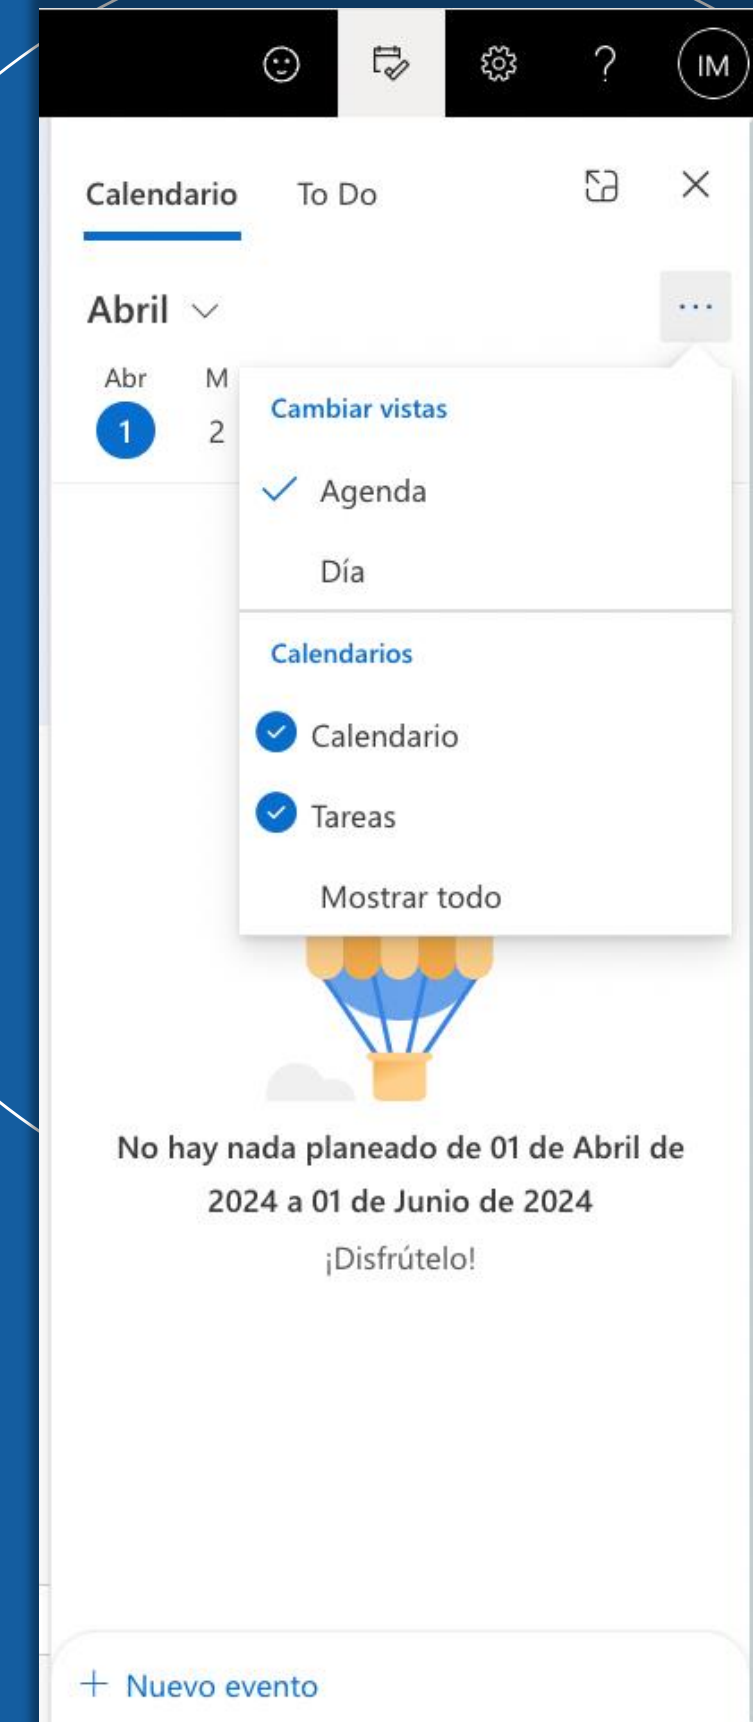 ?
IM
Calendario To Do
Abril
Abr M
1 2
Cambiar vistas
Agenda
Día
Calendarios
Calendario
Tareas
Mostrar todo
No hay nada planeado de 01 de Abril de
2024 a 01 de Junio de 2024
¡Disfrútelo!
+ Nuevo evento